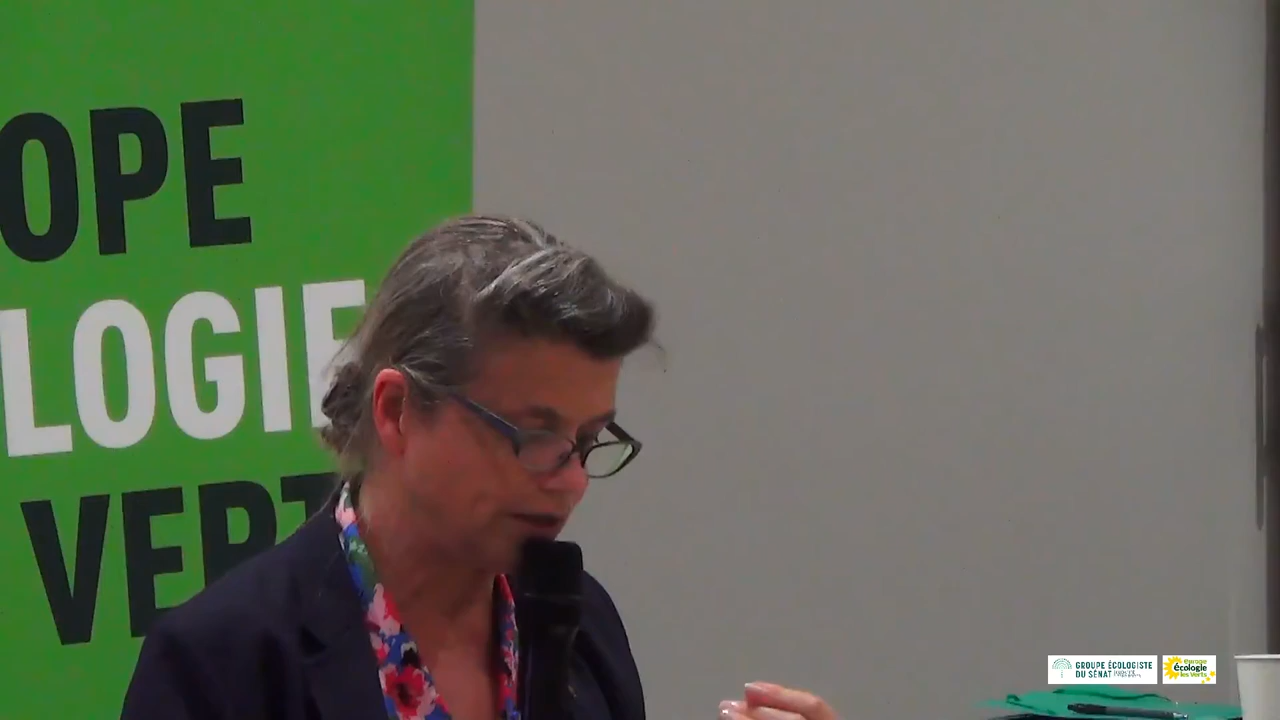 OPE
LOGIE
VERT
GROUPE ÉCOLOGISTE
DU SÉNAT
europe
écologie
les verts